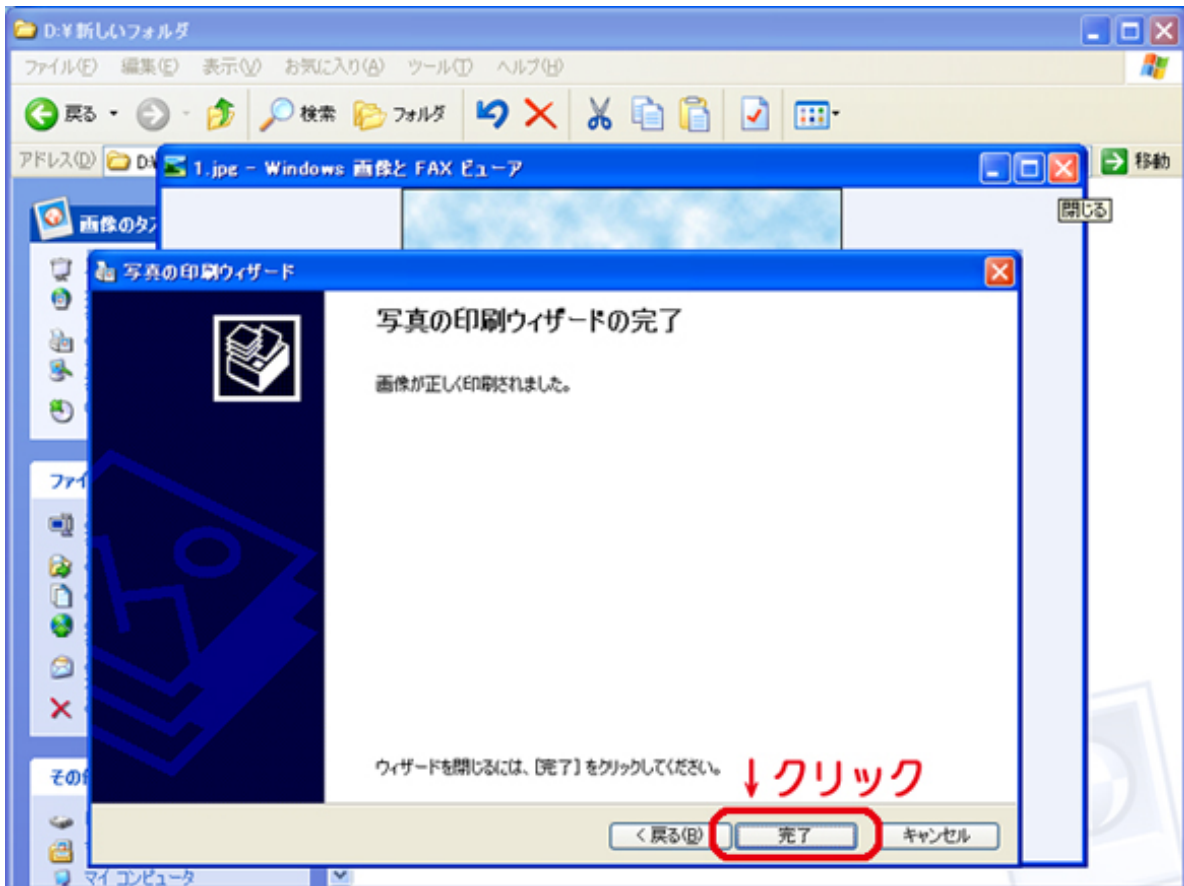 D:¥新しいフォルダ
ファイル(F) 編集(E) 表示(V) お気に入り(A) ツール(T) ヘルプ(H)
戻る 検索 フォルダ
アドレス(D) 移動
1.jpg - Windows 画像と FAX ビューア
閉じる
画像のタ
写真の印刷ウィザード
写真の印刷ウィザードの完了
画像が正しく印刷されました。
ファイ
ウィザードを閉じるには、[完了] をクリックしてください。
↓クリック
その
< 戻る(B) 完了 キャンセル
マイ コンピュータ